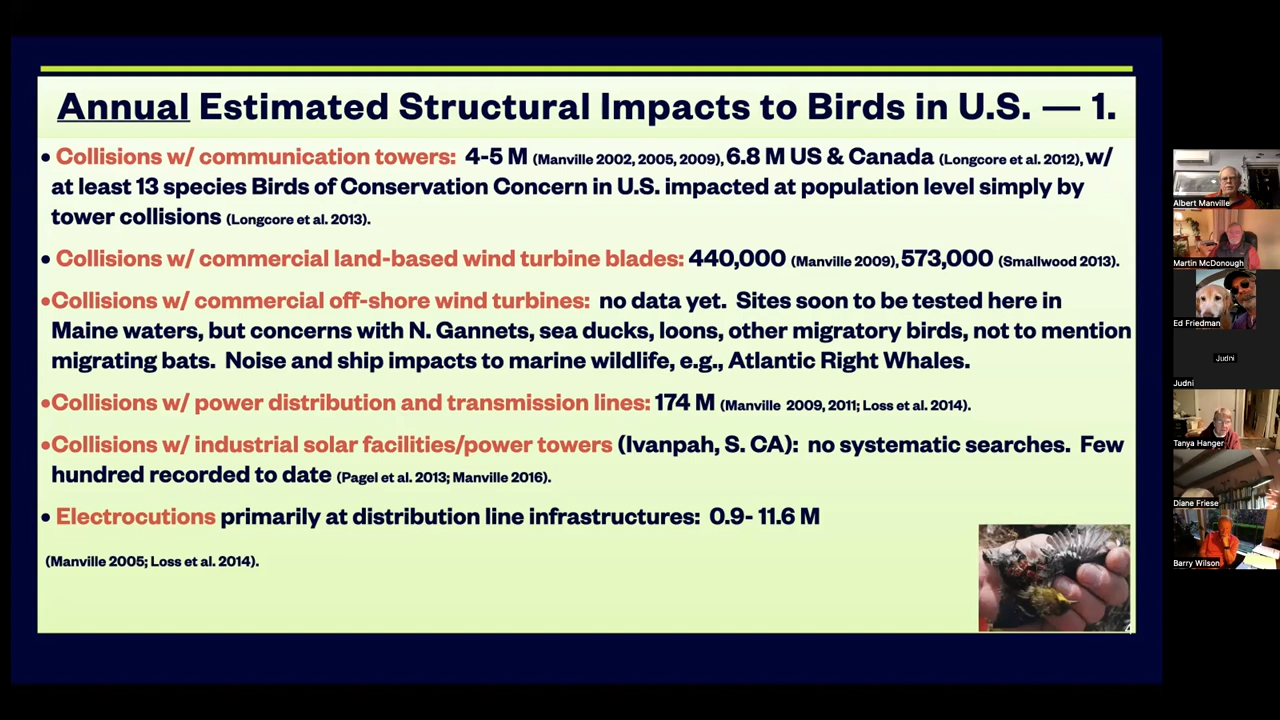 Annual Estimated Structural Impacts to Birds in U.S. — 1.
• Collisions w/ communication towers: 4-5 M (Manville 2002, 2005, 2009), 6.8 M US & Canada (Longcore et al. 2012), w/
at least 13 species Birds of Conservation Concern in U.S. impacted at population level simply by
tower collisions (Longcore et al. 2013).
• Collisions w/ commercial land-based wind turbine blades: 440,000 (Manville 2009), 573,000 (Smallwood 2013).
•Collisions w/ commercial off-shore wind turbines: no data yet. Sites soon to be tested here in
Maine waters, but concerns with N. Gannets, sea ducks, loons, other migratory birds, not to mention
migrating bats. Noise and ship impacts to marine wildlife, e.g., Atlantic Right Whales.
•Collisions w/ power distribution and transmission lines: 174 M (Manville 2009, 2011; Loss et al. 2014).
•Collisions w/ industrial solar facilities/power towers (Ivanpah, S. CA): no systematic searches. Few
hundred recorded to date (Pagel et al. 2013; Manville 2016).
• Electrocutions primarily at distribution line infrastructures: 0.9- 11.6 M
(Manville 2005; Loss et al. 2014).
Albert Manville
Martin McDonough
Ed Friedman
Judni
Judni
Tanya Hanger
Diane Friese
Barry Wilson